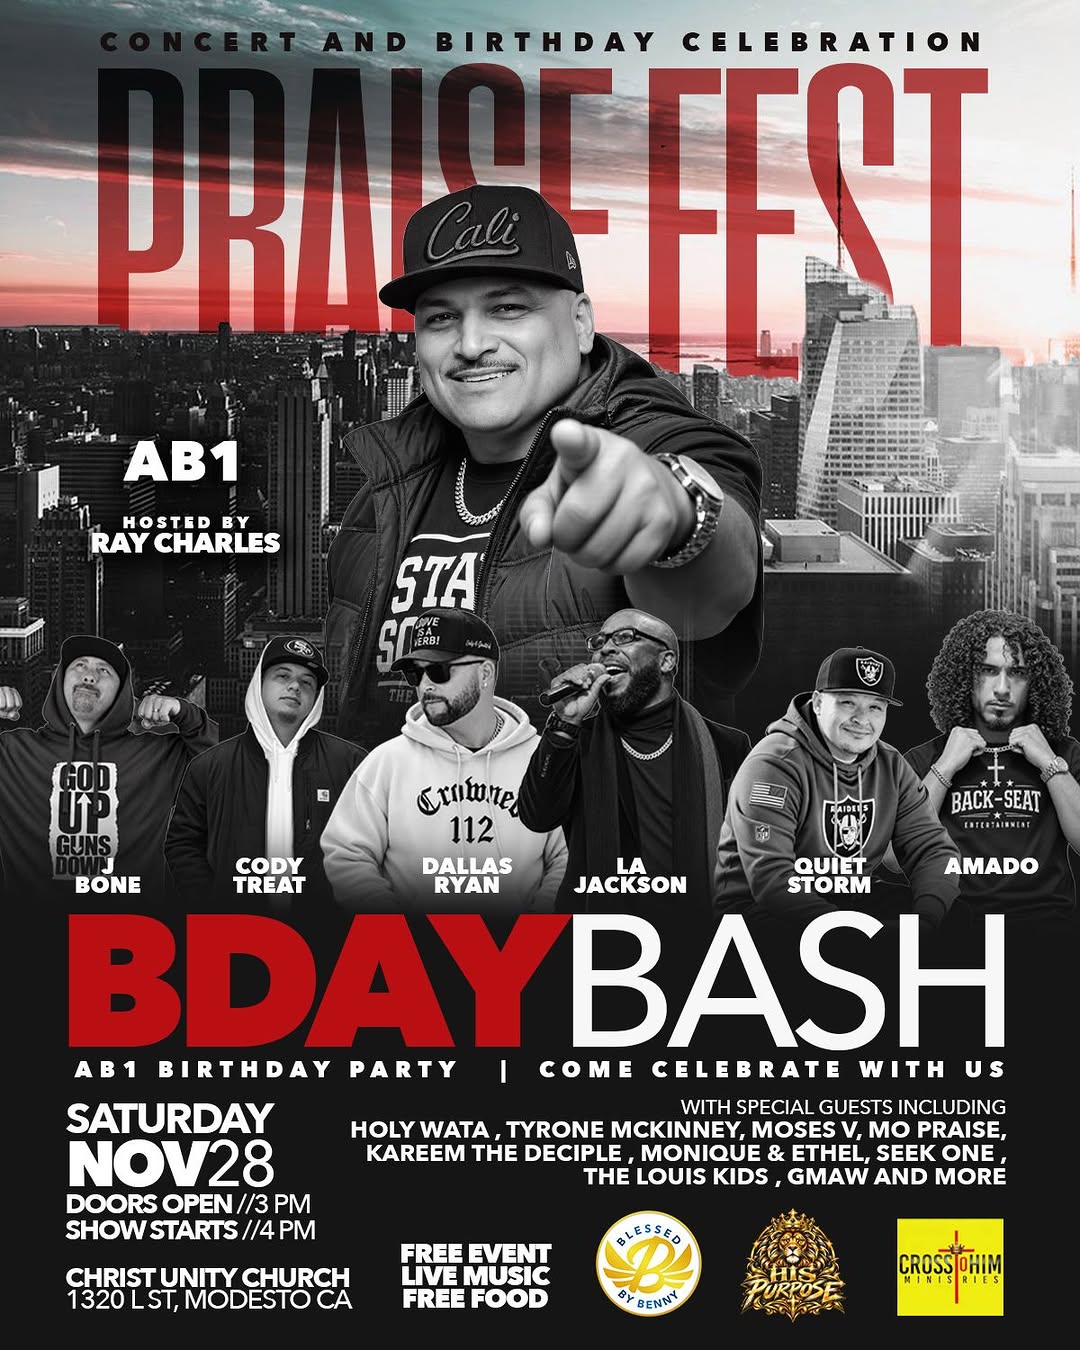 CONCERT AND BIRTHDAY CELEBRATION
PRAISE FEST
Cali
AB1
HOSTED BY
RAY CHARLES
STA
LOVE
IS A
VERB!
GOD
UP
GUNS
DOWN
Crowned
112
RAIDERS
RAIDERS
NFL
BACK-SEAT
ENTERTAINMENT
J
BONE
CODY
TREAT
DALLAS
RYAN
LA
JACKSON
QUIET
STORM
AMADO
BDAYBASH
AB1 BIRTHDAY PARTY | COME CELEBRATE WITH US
SATURDAY
NOV28
DOORS OPEN //3 PM
SHOW STARTS //4 PM
CHRIST UNITY CHURCH
1320 L ST, MODESTO CA
WITH SPECIAL GUESTS INCLUDING
HOLY WATA , TYRONE MCKINNEY, MOSES V, MO PRAISE,
KAREEM THE DECIPLE , MONIQUE & ETHEL, SEEK ONE ,
THE LOUIS KIDS , GMAW AND MORE
FREE EVENT
LIVE MUSIC
FREE FOOD
BLESSED
B
BY BENNY
HIS
PURPOSE
CROSS TO HIM
MINISTRIES